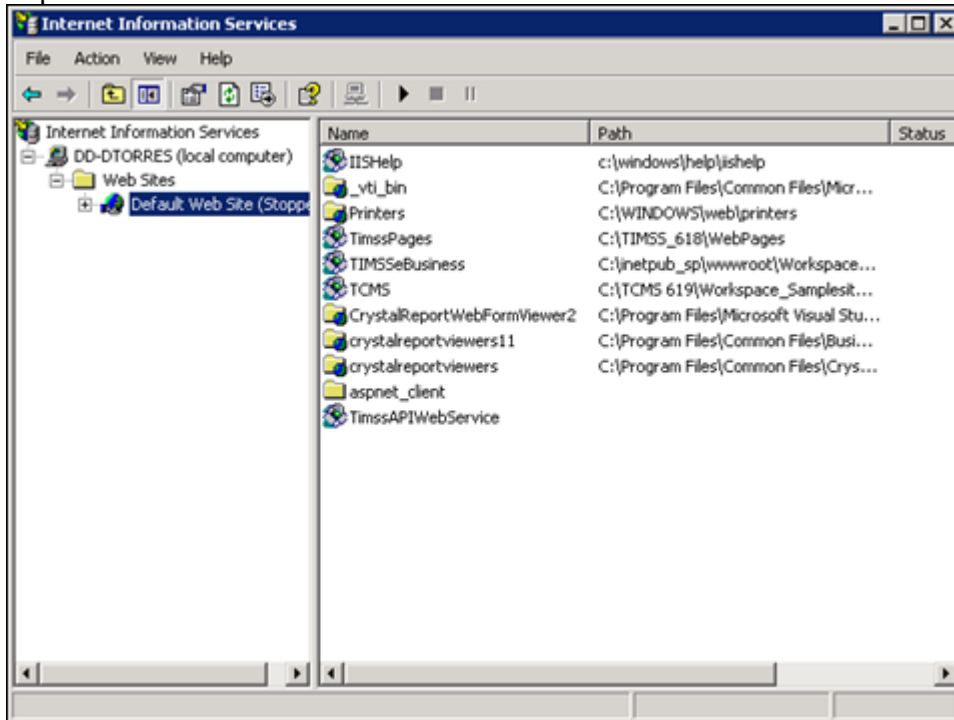 Internet Information Services
File Action View Help
Internet Information Services
DD-DTORRES (local computer)
Web Sites
Default Web Site (Stoppe
Name Path Status
IISHelp c:\windows\help\iishelp
_vti_bin C:\Program Files\Common Files\Micr...
Printers C:\WINDOWS\web\printers
TimssPages C:\TIMSS_618\WebPages
TIMSSeBusiness C:\inetpub_sp\wwwroot\Workspace...
TCMS C:\TCMS 619\Workspace_Samplesit...
CrystalReportWebFormViewer2 C:\Program Files\Microsoft Visual Stu...
crystalreportviewers11 C:\Program Files\Common Files\Busi...
crystalreportviewers C:\Program Files\Common Files\Crys...
aspnet_client
TimssAPIWebService